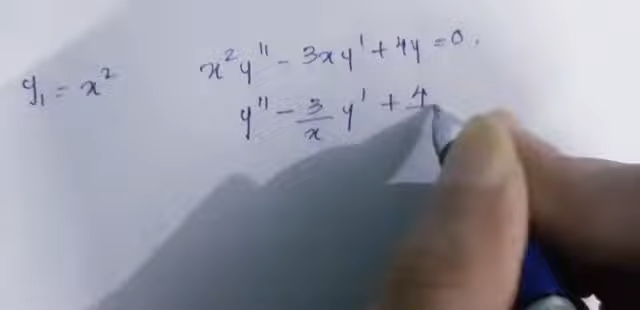 y₁ = x²
x²y'' - 3xy' + 4y = 0.
y'' - 3/x y' + 4